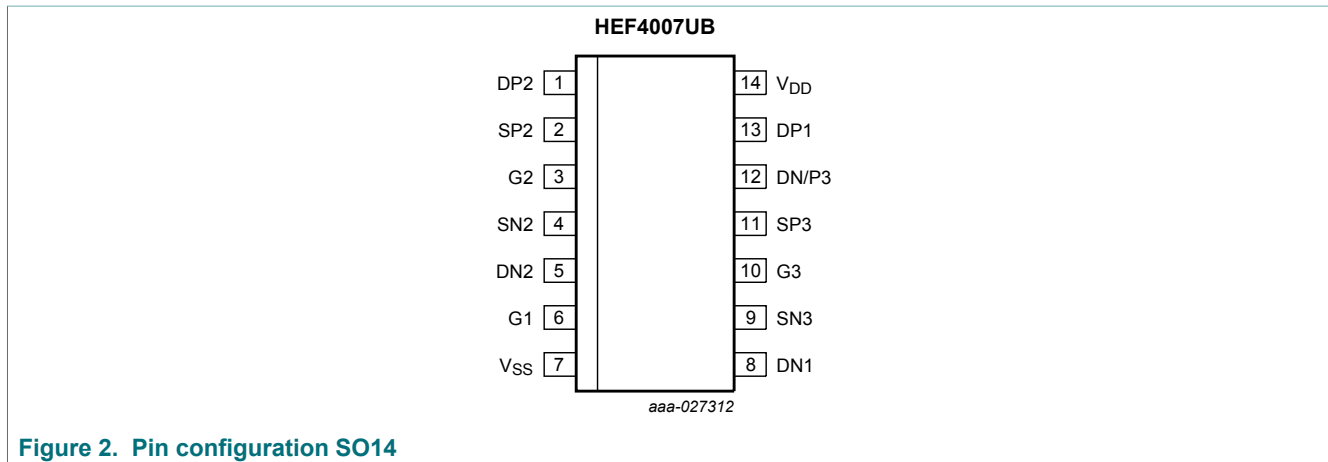 HEF4007UB
DP2 1 14 VDD
SP2 2 13 DP1
G2 3 12 DN/P3
SN2 4 11 SP3
DN2 5 10 G3
G1 6 9 SN3
VSS 7 8 DN1
aaa-027312
Figure 2. Pin configuration SO14